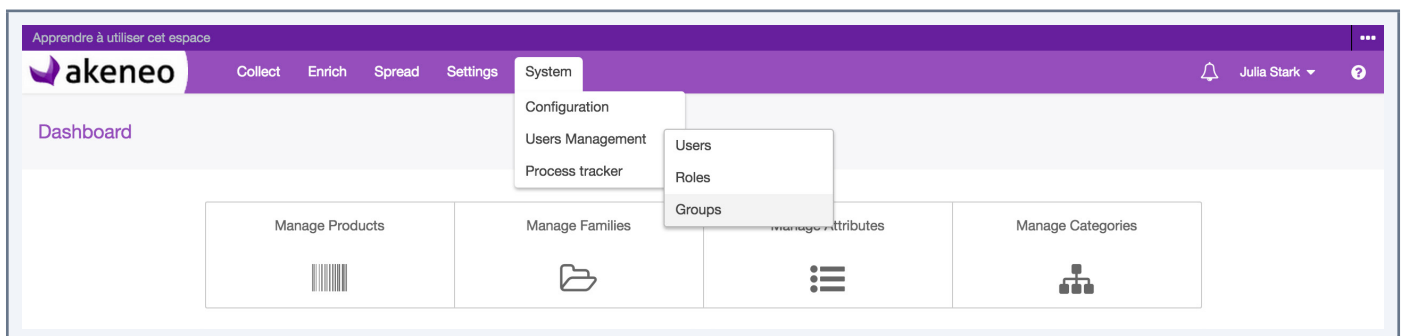 Apprendre à utiliser cet espace
akeneo Collect Enrich Spread Settings System Julia Stark
Configuration
Dashboard
Users Management
Users
Process tracker
Roles
Groups
Manage Products Manage Families Manage Attributes Manage Categories